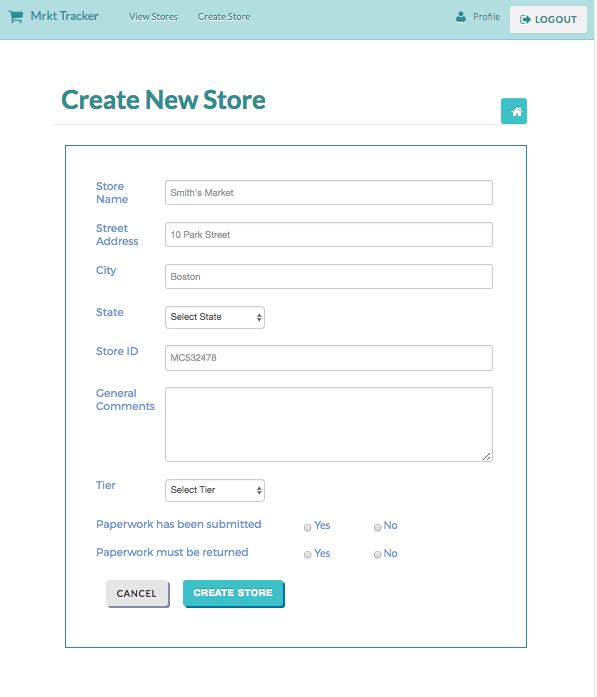 Mrkt Tracker View Stores Create Store Profile LOGOUT
Create New Store
Store
Name
Smith's Market
Street
Address
10 Park Street
City
Boston
State
Select State
Store ID
MC532478
General
Comments
Tier
Select Tier
Paperwork has been submitted Yes No
Paperwork must be returned Yes No
CANCEL CREATE STORE